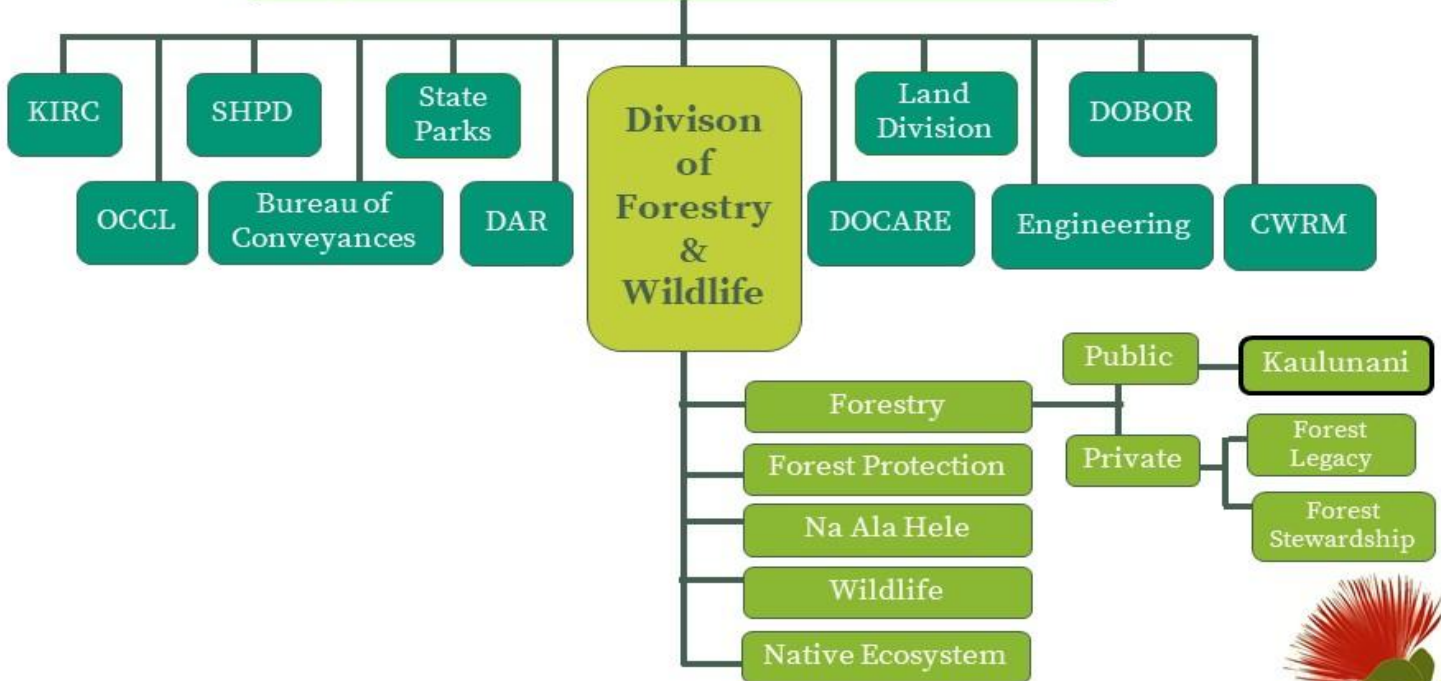 KIRC
SHPD
State
Parks
Land
Division
DOBOR
OCCL
Bureau of
Conveyances
DAR
Divison
of
Forestry
&
Wildlife
DOCARE
Engineering
CWRM
Forestry
Forest Protection
Na Ala Hele
Wildlife
Native Ecosystem
Public
Kaulunani
Private
Forest
Legacy
Forest
Stewardship